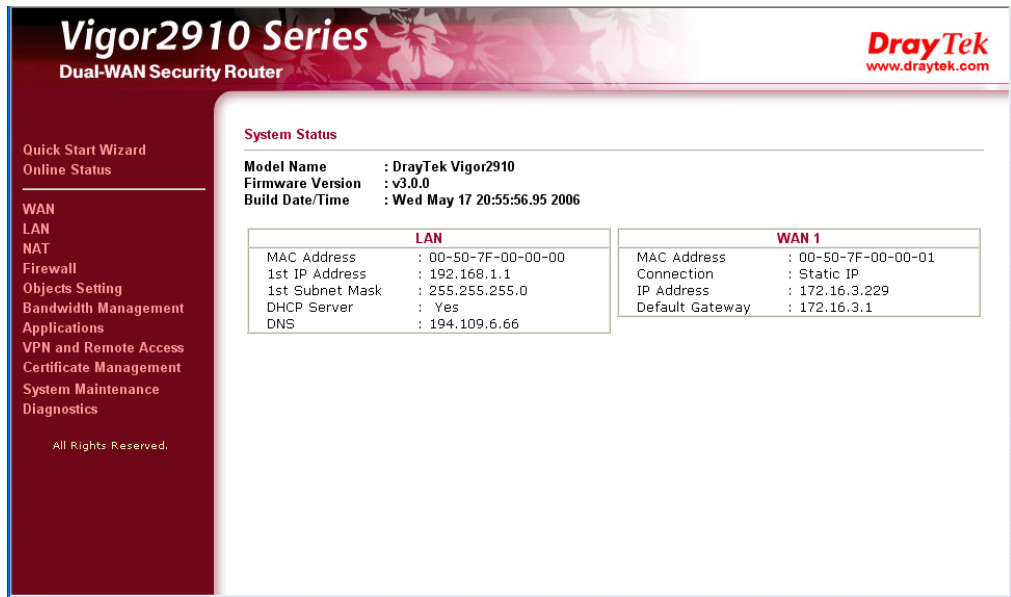 Vigor2910 Series
Dual-WAN Security Router
DrayTek
www.draytek.com
Quick Start Wizard
Online Status
WAN
LAN
NAT
Firewall
Objects Setting
Bandwidth Management
Applications
VPN and Remote Access
Certificate Management
System Maintenance
Diagnostics
All Rights Reserved.
System Status
Model Name : DrayTek Vigor2910
Firmware Version : v3.0.0
Build Date/Time : Wed May 17 20:55:56.95 2006
LAN
MAC Address : 00-50-7F-00-00-00
1st IP Address : 192.168.1.1
1st Subnet Mask : 255.255.255.0
DHCP Server : Yes
DNS : 194.109.6.66
WAN 1
MAC Address : 00-50-7F-00-00-01
Connection : Static IP
IP Address : 172.16.3.229
Default Gateway : 172.16.3.1